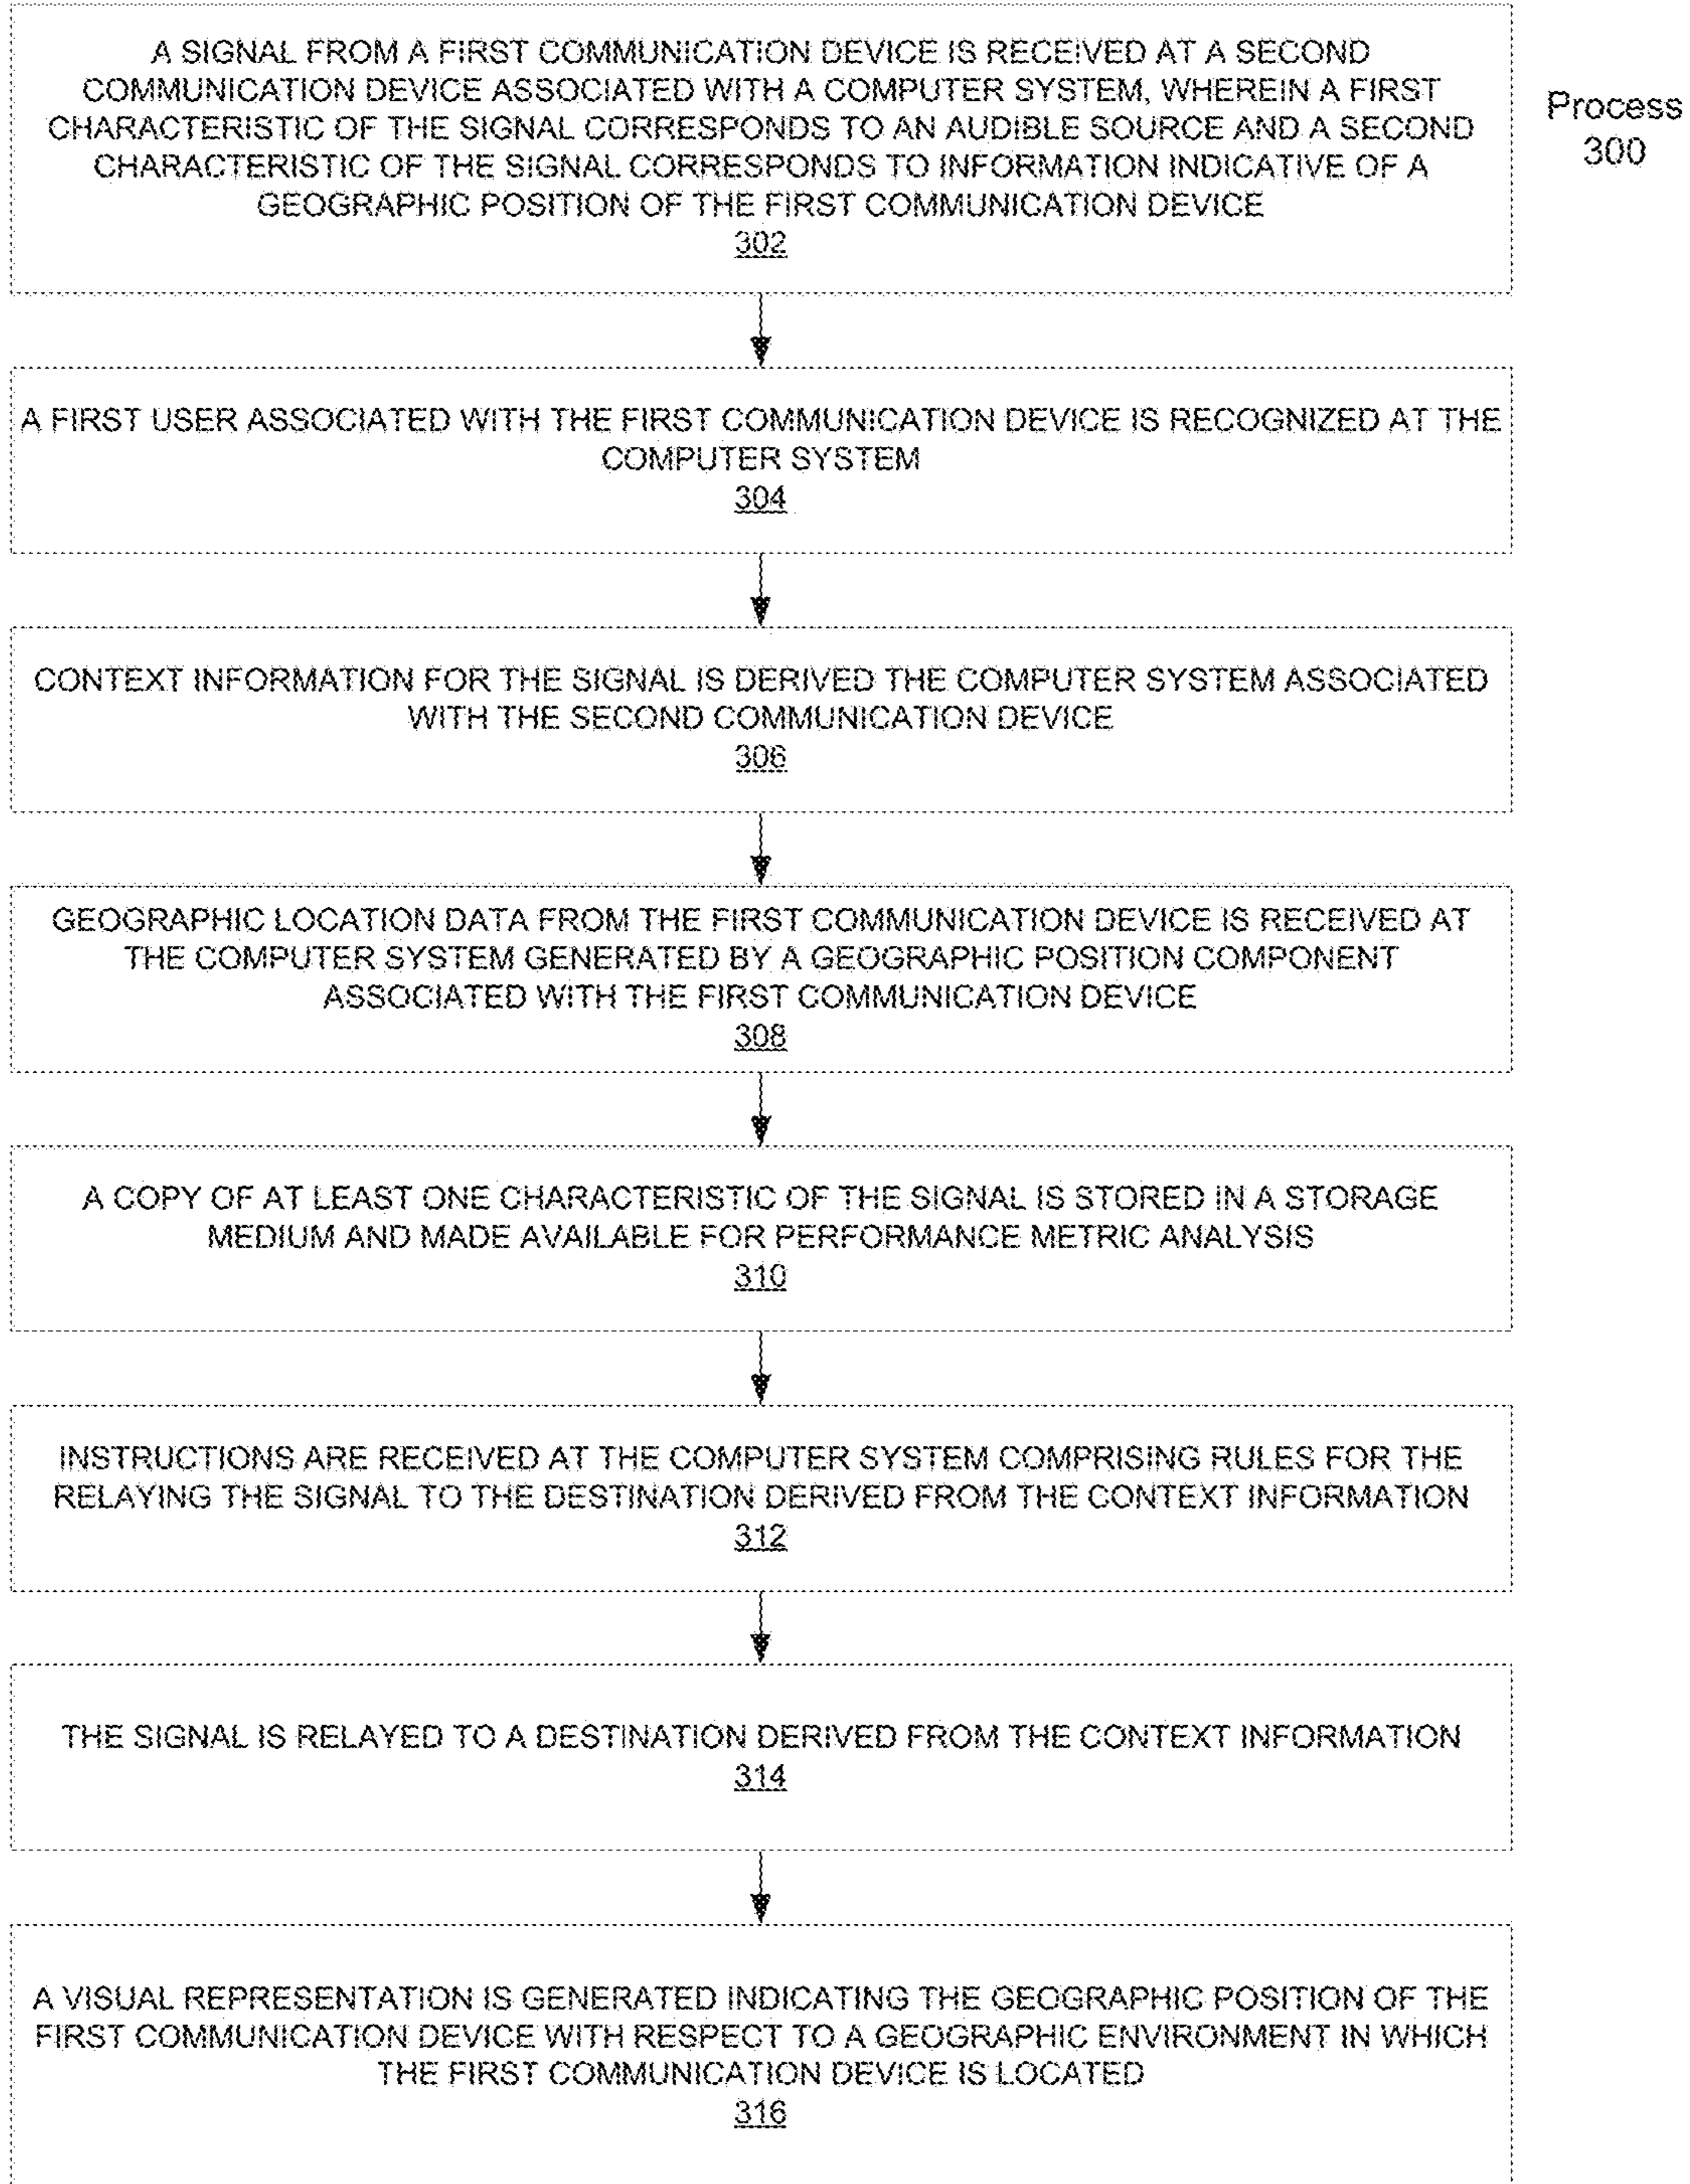 A SIGNAL FROM A FIRST COMMUNICATION DEVICE IS RECEIVED AT A SECOND
COMMUNICATION DEVICE ASSOCIATED WITH A COMPUTER SYSTEM, WHEREIN A FIRST
CHARACTERISTIC OF THE SIGNAL CORRESPONDS TO AN AUDIBLE SOURCE AND A SECOND
CHARACTERISTIC OF THE SIGNAL CORRESPONDS TO INFORMATION INDICATIVE OF A
GEOGRAPHIC POSITION OF THE FIRST COMMUNICATION DEVICE
302
Process
300
A FIRST USER ASSOCIATED WITH THE FIRST COMMUNICATION DEVICE IS RECOGNIZED AT THE
COMPUTER SYSTEM
304
CONTEXT INFORMATION FOR THE SIGNAL IS DERIVED THE COMPUTER SYSTEM ASSOCIATED
WITH THE SECOND COMMUNICATION DEVICE
306
GEOGRAPHIC LOCATION DATA FROM THE FIRST COMMUNICATION DEVICE IS RECEIVED AT
THE COMPUTER SYSTEM GENERATED BY A GEOGRAPHIC POSITION COMPONENT
ASSOCIATED WITH THE FIRST COMMUNICATION DEVICE
308
A COPY OF AT LEAST ONE CHARACTERISTIC OF THE SIGNAL IS STORED IN A STORAGE
MEDIUM AND MADE AVAILABLE FOR PERFORMANCE METRIC ANALYSIS
310
INSTRUCTIONS ARE RECEIVED AT THE COMPUTER SYSTEM COMPRISING RULES FOR THE
RELAYING THE SIGNAL TO THE DESTINATION DERIVED FROM THE CONTEXT INFORMATION
312
THE SIGNAL IS RELAYED TO A DESTINATION DERIVED FROM THE CONTEXT INFORMATION
314
A VISUAL REPRESENTATION IS GENERATED INDICATING THE GEOGRAPHIC POSITION OF THE
FIRST COMMUNICATION DEVICE WITH RESPECT TO A GEOGRAPHIC ENVIRONMENT IN WHICH
THE FIRST COMMUNICATION DEVICE IS LOCATED
316